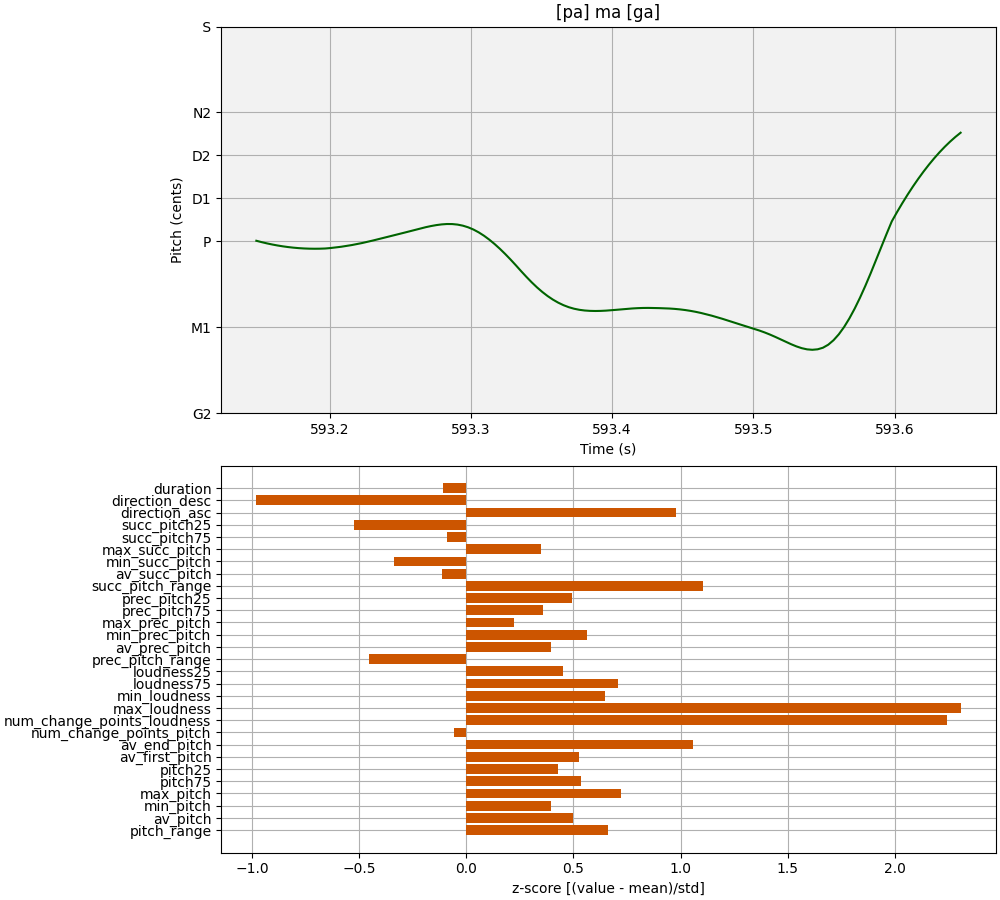 [pa] ma [ga]
S
N2
D2
D1
P
M1
G2
Pitch (cents)
593.2 593.3 593.4 593.5 593.6
Time (s)
duration
direction_desc
direction_asc
succ_pitch25
succ_pitch75
max_succ_pitch
min_succ_pitch
av_succ_pitch
succ_pitch_range
prec_pitch25
prec_pitch75
max_prec_pitch
min_prec_pitch
av_prec_pitch
prec_pitch_range
loudness25
loudness75
min_loudness
max_loudness
num_change_points_loudness
num_change_points_pitch
av_end_pitch
av_first_pitch
pitch25
pitch75
max_pitch
min_pitch
av_pitch
pitch_range
−1.0 −0.5 0.0 0.5 1.0 1.5 2.0
z-score [(value - mean)/std]